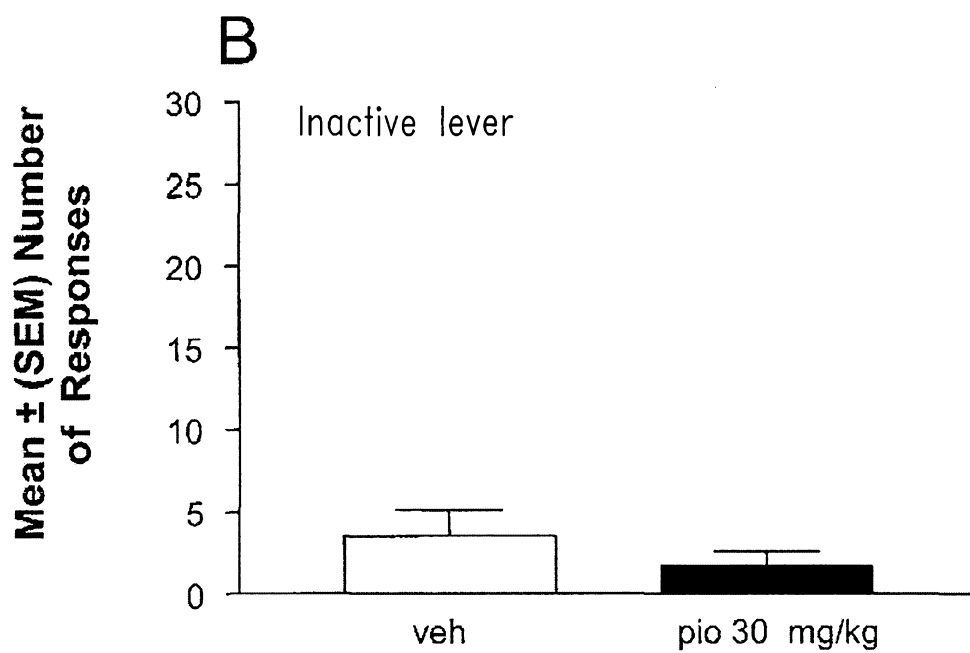 B
Inactive lever
Mean ± (SEM) Number
of Responses
30
25
20
15
10
5
0
veh
pio 30 mg/kg